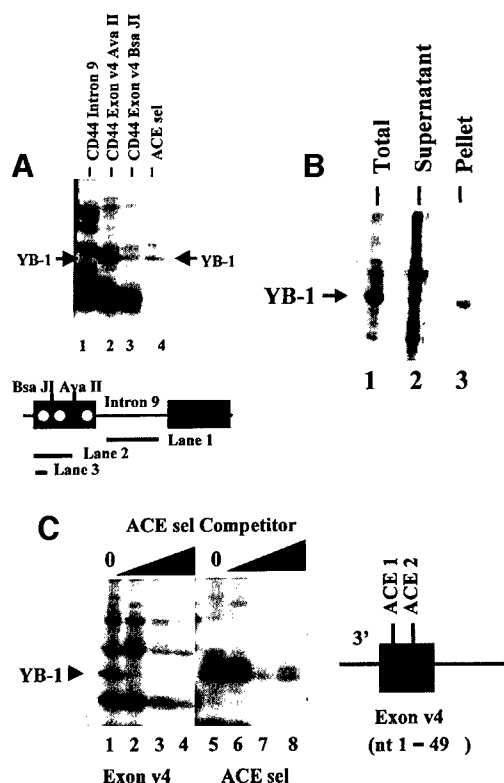 A
– CD44 Intron 9
– CD44 Exon v4 Ava II
– CD44 Exon v4 Bsa JI
– ACE sel
YB-1
YB-1
1 2 3 4
Bsa JI Ava II
Intron 9
Lane 1
Lane 2
Lane 3
B
– Total
– Supernatant
– Pellet
YB-1
1 2 3
C
ACE sel Competitor
0 0
YB-1
1 2 3 4 5 6 7 8
Exon v4 ACE sel
ACE 1
ACE 2
3'
Exon v4
(nt 1 – 49 )